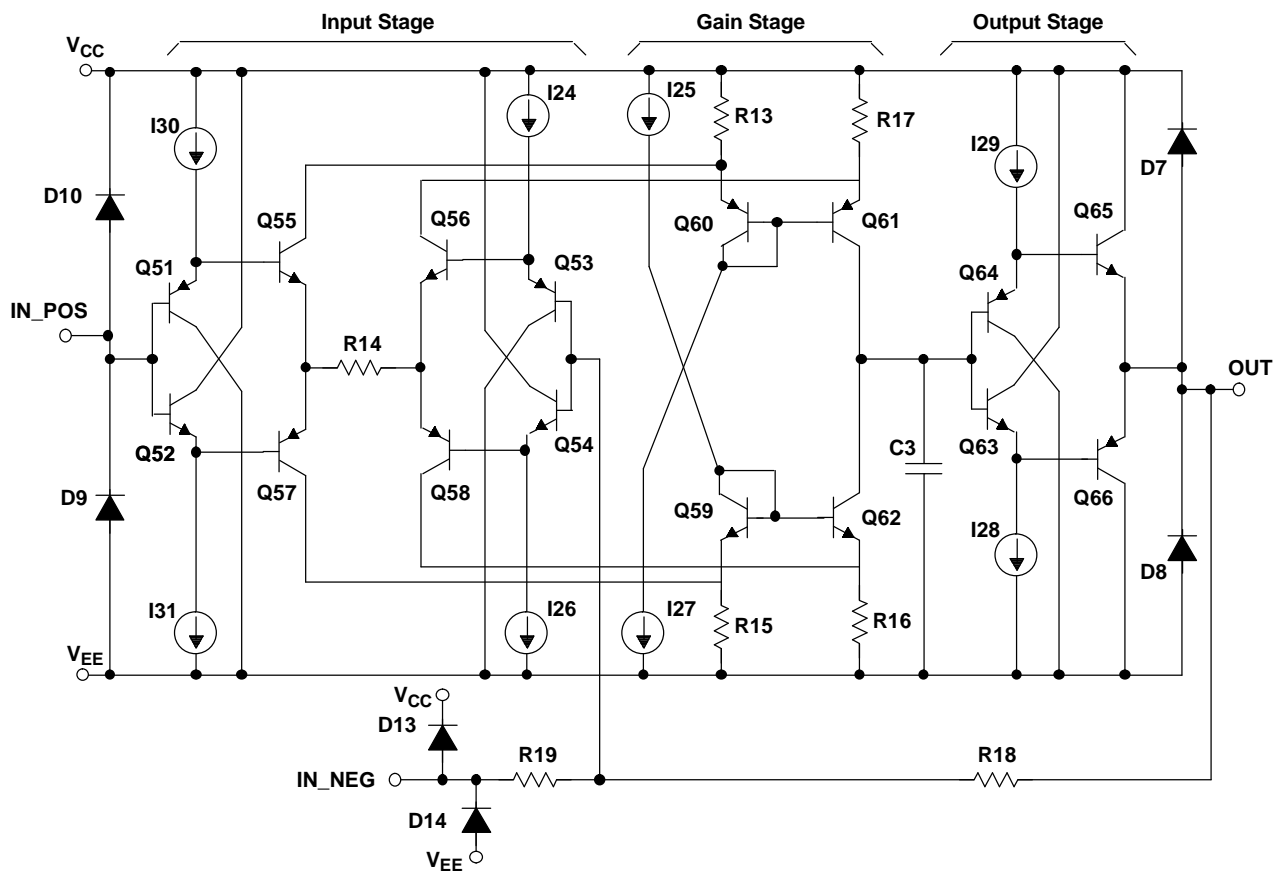 Input Stage Gain Stage Output Stage
VCC
I24 I25
I30 R13 R17 I29
D10 D7
Q55 Q56 Q60 Q61 Q65
Q51 Q53 Q64
IN_POS
R14 OUT
Q52 Q54 Q63 C3
Q57 Q58 Q59 Q62 Q66
D9 I28 D8
I31 I26 I27 R15 R16
VEE
VCC
D13
R19 R18
IN_NEG
D14
VEE